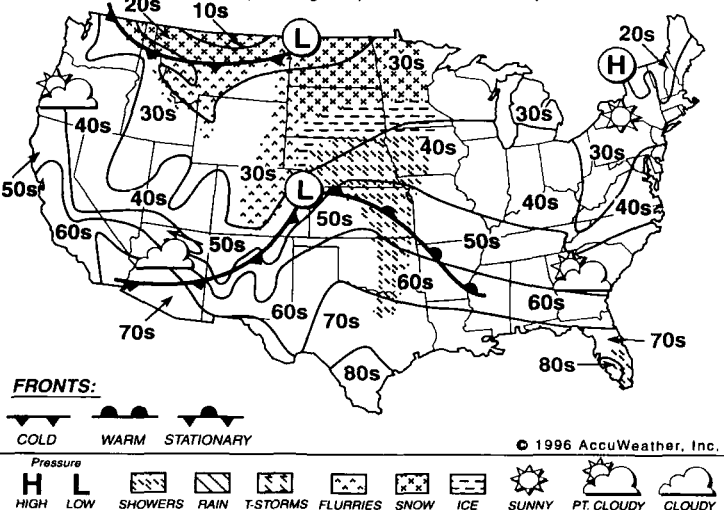 20s 10s
L
30s
20s
H
40s
30s
30s
40s
30s
30s
50s
L
40s
40s
40s
60s
50s
50s
50s
60s
60s
60s
70s
70s
70s
80s
80s
FRONTS:
COLD WARM STATIONARY
© 1996 AccuWeather, Inc.
Pressure
H L
HIGH LOW SHOWERS RAIN T-STORMS FLURRIES SNOW ICE SUNNY PT. CLOUDY CLOUDY